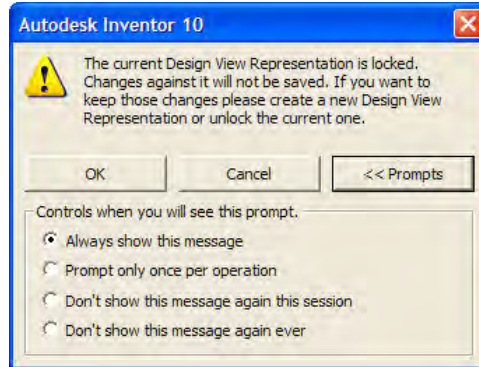 Autodesk Inventor 10
The current Design View Representation is locked.
Changes against it will not be saved. If you want to
keep those changes please create a new Design View
Representation or unlock the current one.
OK
Cancel
<< Prompts
Controls when you will see this prompt.
Always show this message
Prompt only once per operation
Don't show this message again this session
Don't show this message again ever